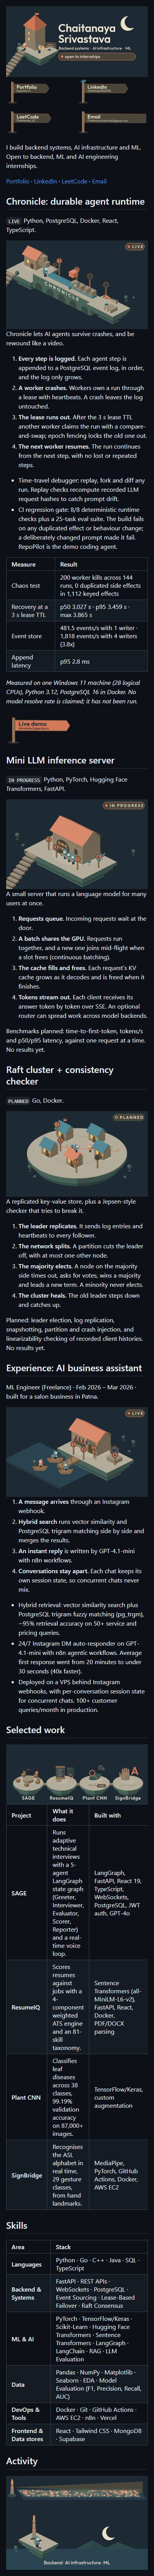 Chaitanaya
Srivastava
Backend systems · AI infrastructure · ML
open to internships
Portfolio
LinkedIn
LeetCode
Email
I build backend systems, AI infrastructure and ML.
Open to backend, ML and AI engineering
internships.
Portfolio · LinkedIn · LeetCode · Email
Chronicle: durable agent runtime
LIVE Python, PostgreSQL, Docker, React,
TypeScript.
LIVE
CHRONICLE
Chronicle lets AI agents survive crashes, and be
rewound like a video.
1. Every step is logged. Each agent step is
appended to a PostgreSQL event log, in order,
and the log only grows.
2. A worker crashes. Workers own a run through
a lease with heartbeats. A crash leaves the log
untouched.
3. The lease runs out. After the 3 s lease TTL
another worker claims the run with a compare-
and-swap; epoch fencing locks the old one out.
4. The next worker resumes. The run continues
from the next step, with no lost or repeated
steps.
• Time-travel debugger: replay, fork and diff any
run. Replay checks recompute recorded LLM
request hashes to catch prompt drift.
• CI regression gate: 8/8 deterministic runtime
checks plus a 25-task eval suite. The build fails
on any duplicated effect or behaviour change;
a deliberately changed prompt made it fail.
RepoPilot is the demo coding agent.
Measure Result
Chaos test 200 worker kills across 144
runs, 0 duplicated side effects
in 1,112 keyed effects
Recovery at a
3 s lease TTL p50 3.027 s · p95 3.459 s ·
max 3.865 s
Event store 481.5 events/s with 1 writer ·
1,818 events/s with 4 writers
(3.8x)
Append
latency p95 2.8 ms
Measured on one Windows 11 machine (28 logical
CPUs), Python 3.12, PostgreSQL 16 in Docker. No
model resolve rate is claimed; it has not been run.
Live demo
Mini LLM inference server
IN PROGRESS Python, PyTorch, Hugging Face
Transformers, FastAPI.
IN PROGRESS
A small server that runs a language model for many
users at once.
1. Requests queue. Incoming requests wait at the
door.
2. A batch shares the GPU. Requests run
together, and a new one joins mid-flight when
a slot frees (continuous batching).
3. The cache fills and frees. Each request's KV
cache grows as it decodes and is freed when it
finishes.
4. Tokens stream out. Each client receives its
answer token by token over SSE. An optional
router can spread work across model backends.
Benchmarks planned: time-to-first-token, tokens/s
and p50/p95 latency, against one request at a time.
No results yet.
Raft cluster + consistency
checker
PLANNED Go, Docker.
PLANNED
A replicated key-value store, plus a Jepsen-style
checker that tries to break it.
1. The leader replicates. It sends log entries and
heartbeats to every follower.
2. The network splits. A partition cuts the leader
off, with at most one other node.
3. The majority elects. A node on the majority
side times out, asks for votes, wins a majority
and leads a new term. A minority never elects.
4. The cluster heals. The old leader steps down
and catches up.
Planned: leader election, log replication,
snapshotting, partition and crash injection, and
linearizability checking of recorded client histories.
No results yet.
Experience: AI business assistant
ML Engineer (Freelance) · Feb 2026 – Mar 2026 ·
built for a salon business in Patna.
LIVE
1. A message arrives through an Instagram
webhook.
2. Hybrid search runs vector similarity and
PostgreSQL trigram matching side by side and
merges the results.
3. An instant reply is written by GPT-4.1-mini
with n8n workflows.
4. Conversations stay apart. Each chat keeps its
own session state, so concurrent chats never
mix.
• Hybrid retrieval: vector similarity search plus
PostgreSQL trigram fuzzy matching (pg_trgm),
~95% retrieval accuracy on 50+ service and
pricing queries.
• 24/7 Instagram DM auto-responder on GPT-
4.1-mini with n8n agentic workflows. Average
first response went from 20 minutes to under
30 seconds (40x faster).
• Deployed on a VPS behind Instagram
webhooks, with per-conversation session state
for concurrent chats. 100+ customer
queries/month in production.
Selected work
SAGE ResumeIQ Plant CNN SignBridge
Project What it
does Built with
SAGE Runs
adaptive
technical
interviews
with a 5-
agent
LangGraph
state graph
(Greeter,
Interviewer,
Evaluator,
Scorer,
Reporter)
and a real-
time voice
loop.
LangGraph,
FastAPI, React 19,
TypeScript,
WebSockets,
PostgreSQL, JWT
auth, GPT-4o
ResumeIQ Scores
resumes
against
jobs with a
4-
component
weighted
ATS engine
and an 81-
skill
taxonomy.
Sentence
Transformers (all-
MiniLM-L6-v2),
FastAPI, React,
Docker,
PDF/DOCX
parsing
Plant CNN Classifies
leaf
diseases
across 38
classes,
99.19%
validation
accuracy
on 87,000+
images.
TensorFlow/Keras,
custom
augmentation
SignBridge Recognises
the ASL
alphabet in
real time,
29 gesture
classes,
from hand
landmarks.
MediaPipe,
PyTorch, GitHub
Actions, Docker,
AWS EC2
Skills
Area Stack
Languages Python · Go · C++ · Java · SQL ·
TypeScript
Backend &
Systems FastAPI · REST APIs ·
WebSockets · PostgreSQL ·
Event Sourcing · Lease-Based
Failover · Raft Consensus
ML & AI PyTorch · TensorFlow/Keras ·
Scikit-Learn · Hugging Face
Transformers · Sentence
Transformers · LangGraph ·
LangChain · RAG · LLM
Evaluation
Data Pandas · NumPy · Matplotlib ·
Seaborn · EDA · Model
Evaluation (F1, Precision, Recall,
AUC)
DevOps &
Tools Docker · Git · GitHub Actions ·
AWS EC2 · n8n · Vercel
Frontend &
Data stores React · Tailwind CSS · MongoDB
· Supabase
Activity
Backend · AI infrastructure · ML